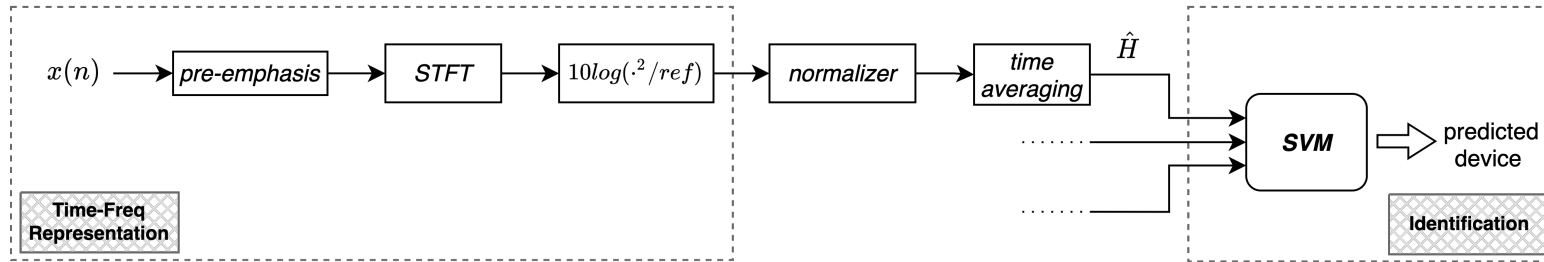 x(n)
pre-emphasis
STFT
10log(·²/ref)
normalizer
time
averaging
Ĥ
SVM
predicted
device
Time-Freq
Representation
Identification